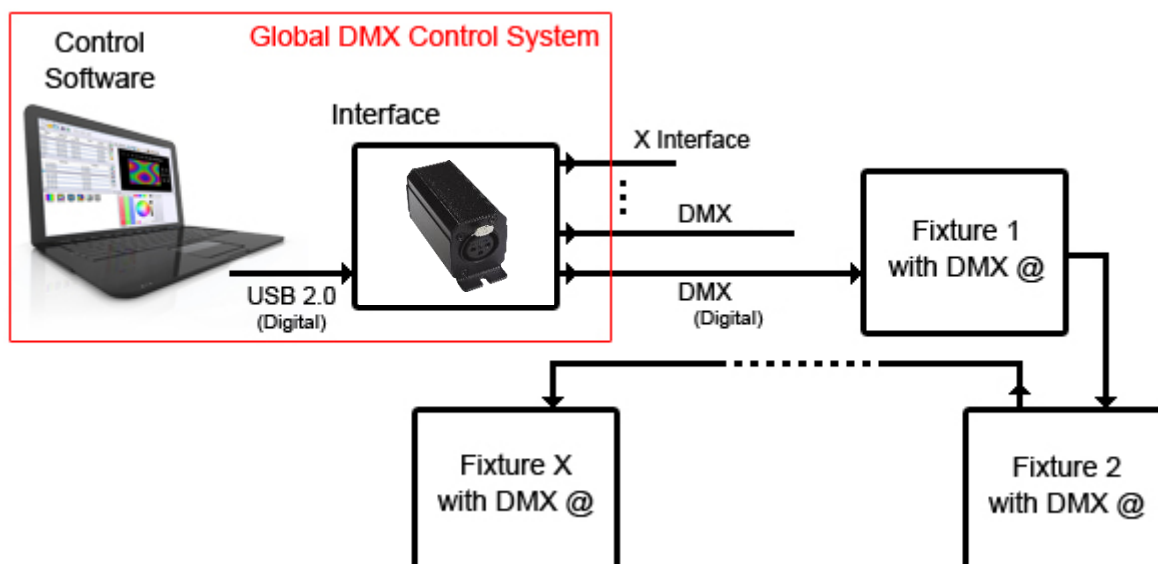 Global DMX Control System
Control
Software
Interface
X Interface
DMX
USB 2.0
(Digital)
DMX
(Digital)
Fixture 1
with DMX @
Fixture X
with DMX @
Fixture 2
with DMX @